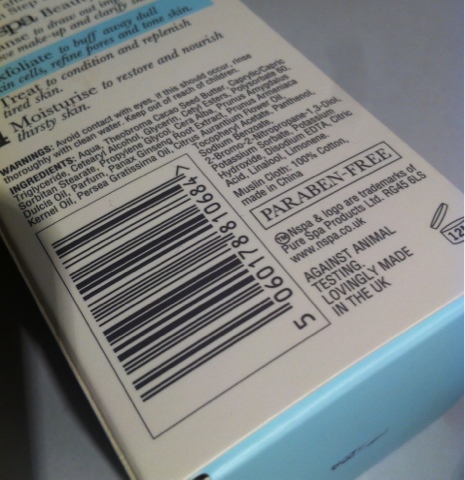 spa Beau
to draw out im
ve make-up and clarify
Exfoliate to buff away dull
skin cells, refine pores and tone skin.
Treat to condition and replenish
tired skin.
4 Moisturise to restore and nourish
thirsty skin.
WARNINGS: Avoid contact with eyes, if this should occur, rinse
thoroughly with clean water. Keep out of reach of children.
INGREDIENTS: Aqua, Theobroma Cacao Seed Butter, Caprylic/Capric
Triglyceride, Cetearyl Alcohol, Glycerin, Cetyl Esters, Polysorbate 60,
Sorbitan Stearate, Propylene Glycol, Cera Alba, Prunus Amygdalus
Dulcis Oil, Parfum, Panax Ginseng Root Extract, Prunus Armeniaca
Kernel Oil, Persea Gratissima Oil, Citrus Aurantium Flower Oil,
Tocopheryl Acetate, Panthenol,
Sodium Benzoate,
2-Bromo-2-nitropropane-1,3-Diol,
Potassium Sorbate, Potassium
Hydroxide, Disodium EDTA, Citric
Acid, Linalool, Limonene.
Muslin Cloth: 100% Cotton,
made in China
PARABEN-FREE
TM Nspa & logo are trademarks of
Pure Spa Products Ltd. RG45 6LS
www.nspa.co.uk
AGAINST ANIMAL
TESTING.
LOVINGLY MADE
IN THE UK
12
5 060178 810684 >